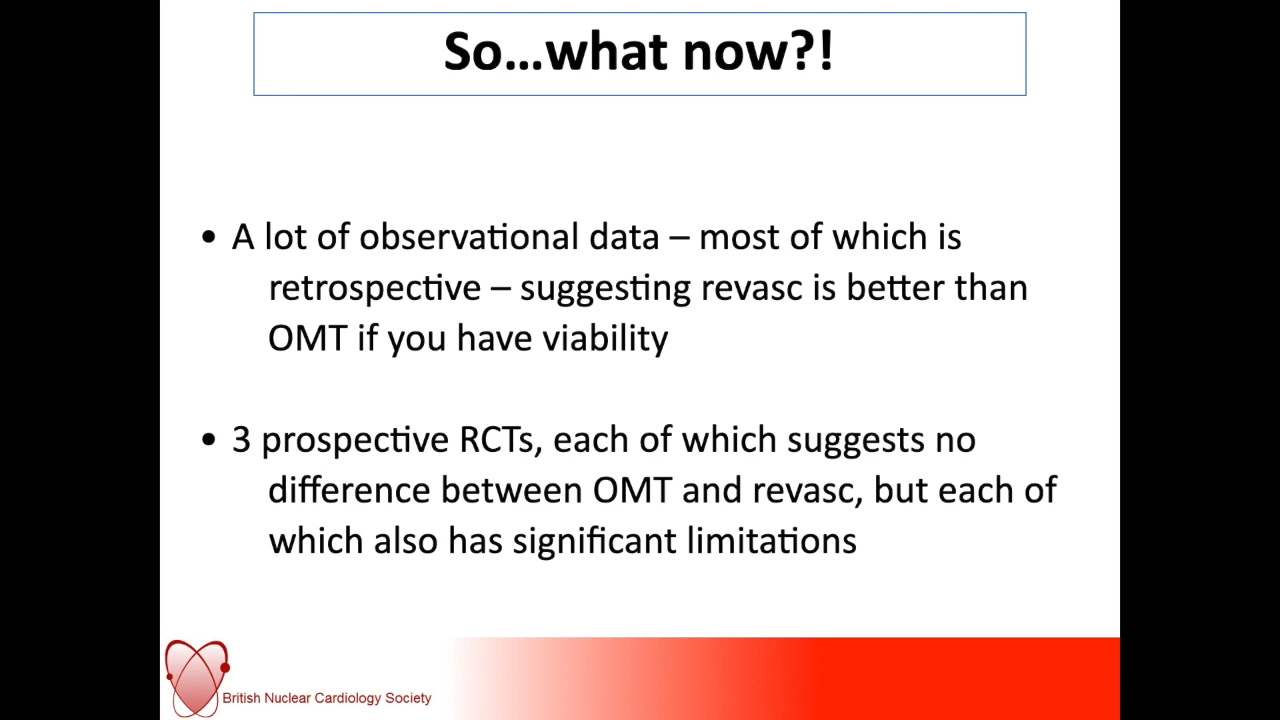 So...what now?!
• A lot of observational data – most of which is
retrospective – suggesting revasc is better than
OMT if you have viability
• 3 prospective RCTs, each of which suggests no
difference between OMT and revasc, but each of
which also has significant limitations
British Nuclear Cardiology Society